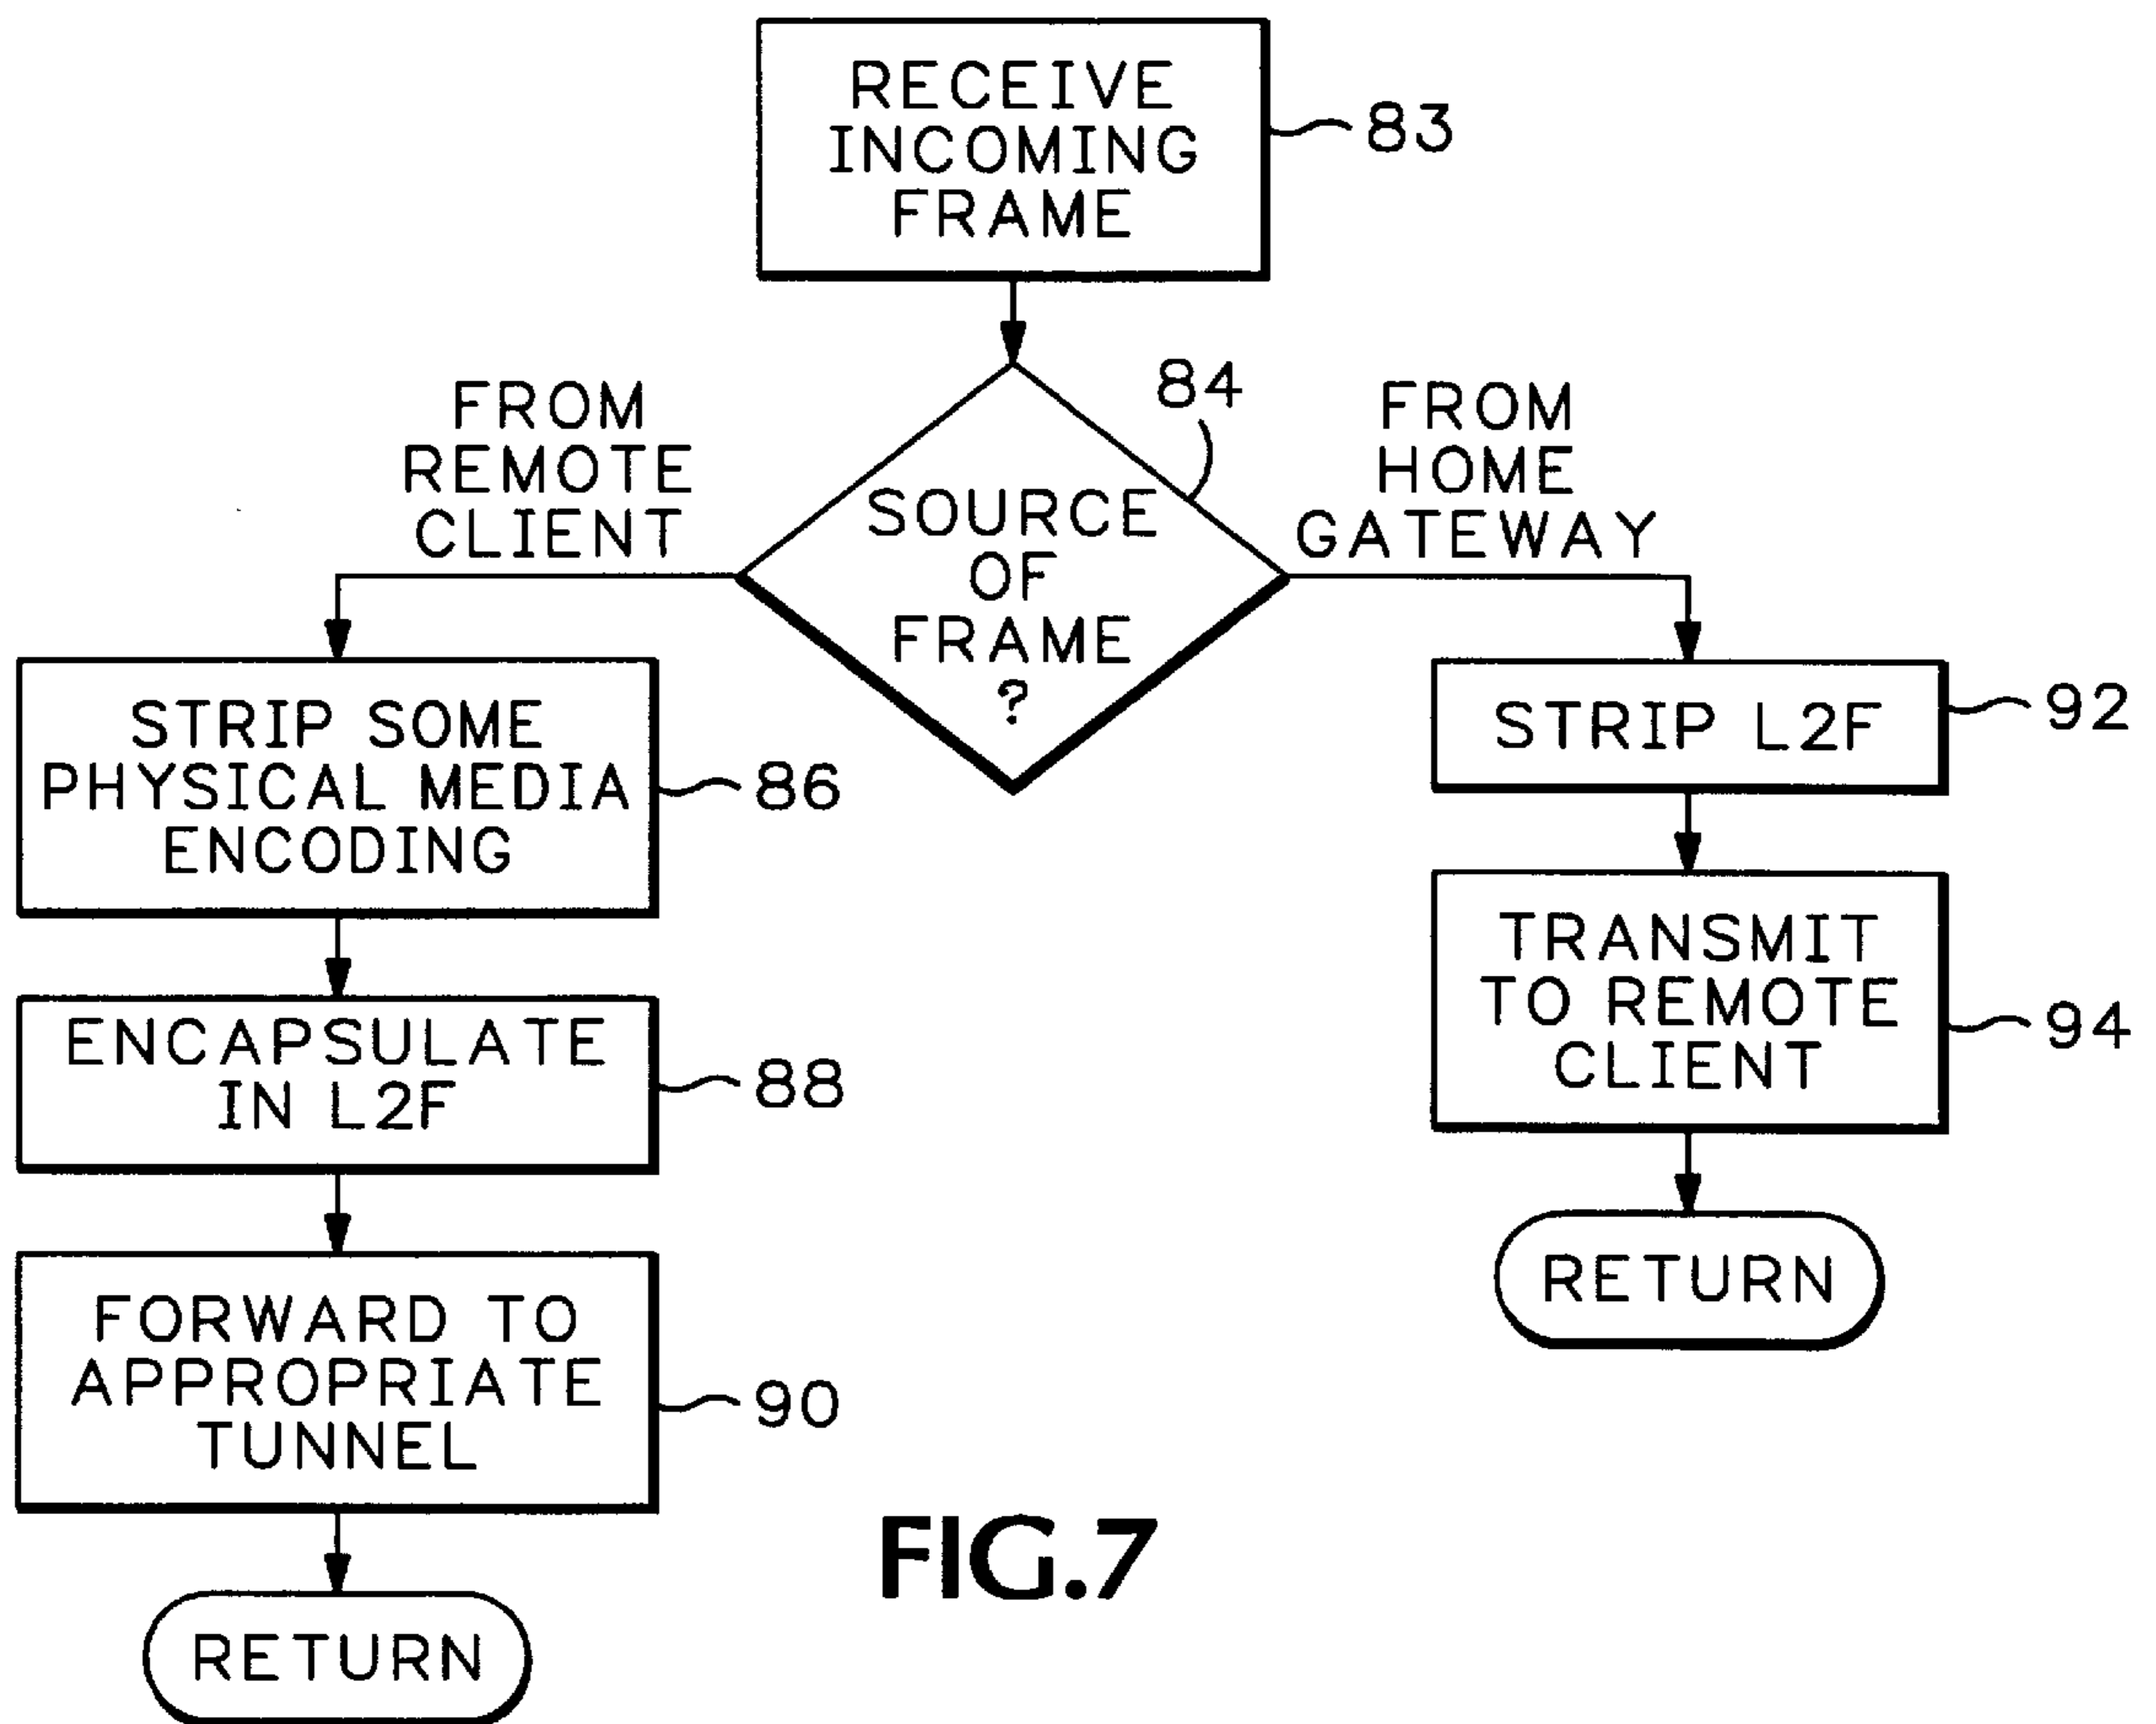 RECEIVE
INCOMING
FRAME
83
84
FROM
REMOTE
CLIENT
SOURCE
OF
FRAME
?
FROM
HOME
GATEWAY
STRIP SOME
PHYSICAL MEDIA
ENCODING
86
ENCAPSULATE
IN L2F
88
FORWARD TO
APPROPRIATE
TUNNEL
90
RETURN
STRIP L2F
92
TRANSMIT
TO REMOTE
CLIENT
94
RETURN
FIG.7